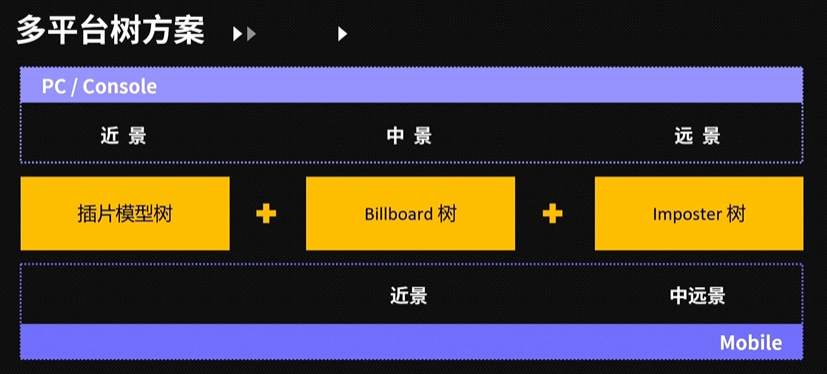 多平台树方案
PC / Console
近 景 中 景 远 景
插片模型树 + Billboard 树 + Imposter 树
近景 中远景
Mobile